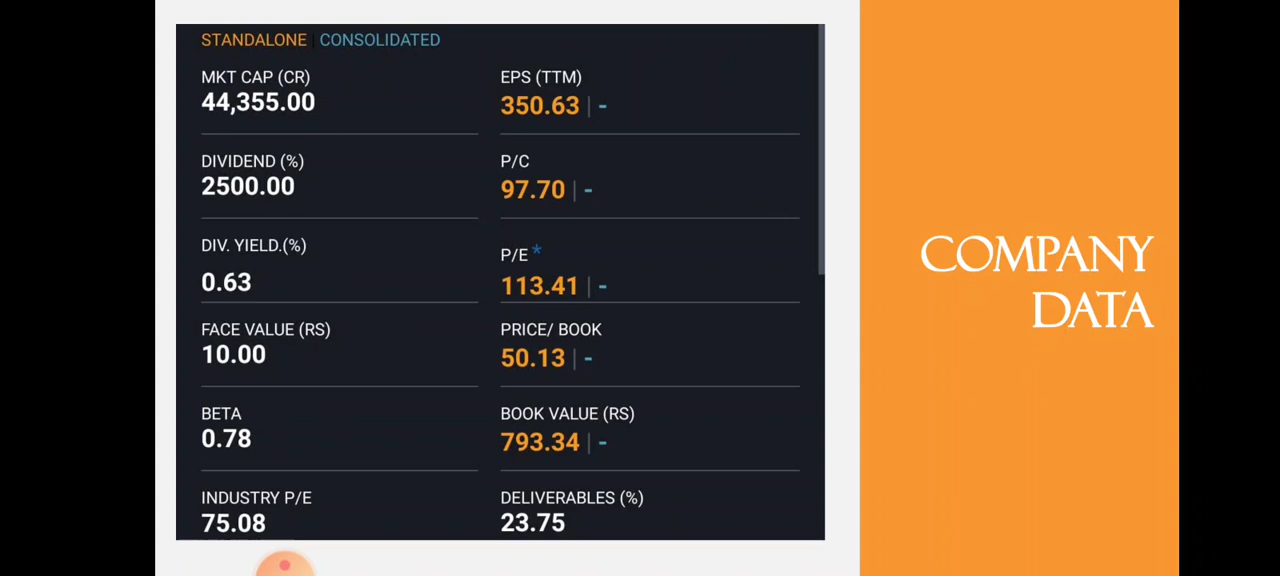 STANDALONE | CONSOLIDATED
MKT CAP (CR)
44,355.00
EPS (TTM)
350.63 | -
DIVIDEND (%)
2500.00
P/C
97.70 | -
DIV. YIELD.(%)
0.63
P/E *
113.41 | -
FACE VALUE (RS)
10.00
PRICE/ BOOK
50.13 | -
BETA
0.78
BOOK VALUE (RS)
793.34 | -
INDUSTRY P/E
75.08
DELIVERABLES (%)
23.75
COMPANY
DATA